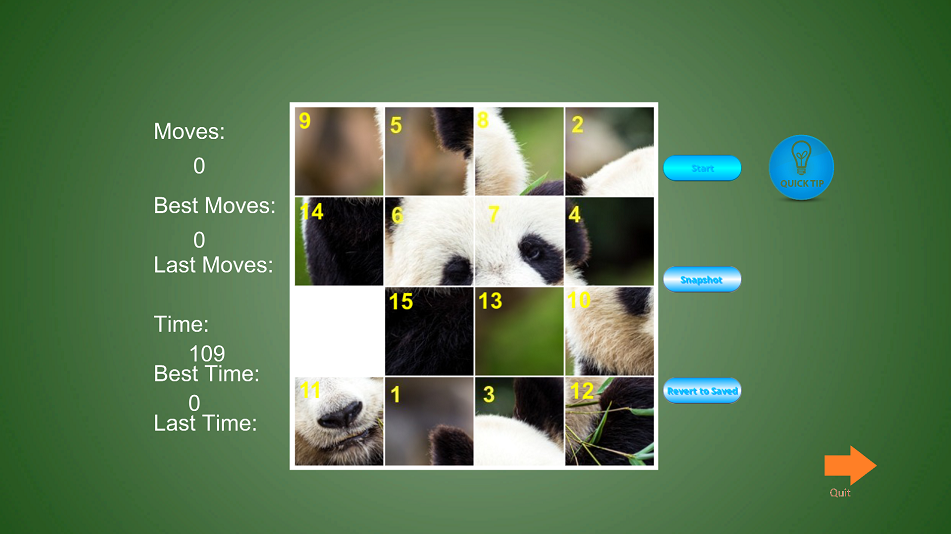 Moves:
0
Best Moves:
0
Last Moves:
Time:
109
Best Time:
0
Last Time:
9 5 8 2
14 6 7 4
15 13 10
11 1 3 12
Start
QUICK TIP
Snapshot
Revert to Saved
Quit